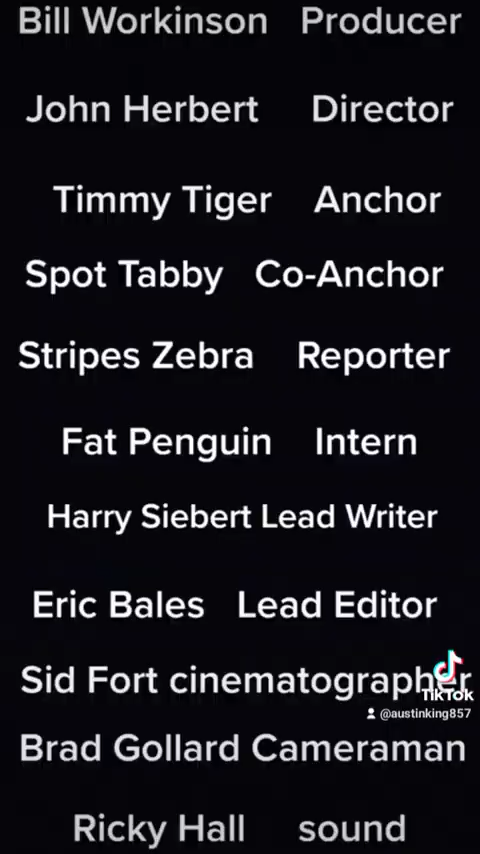 Bill Workinson Producer
John Herbert Director
Timmy Tiger Anchor
Spot Tabby Co-Anchor
Stripes Zebra Reporter
Fat Penguin Intern
Harry Siebert Lead Writer
Eric Bales Lead Editor
Sid Fort cinematographer
TikTok
@austinking857
Brad Gollard Cameraman
Ricky Hall sound